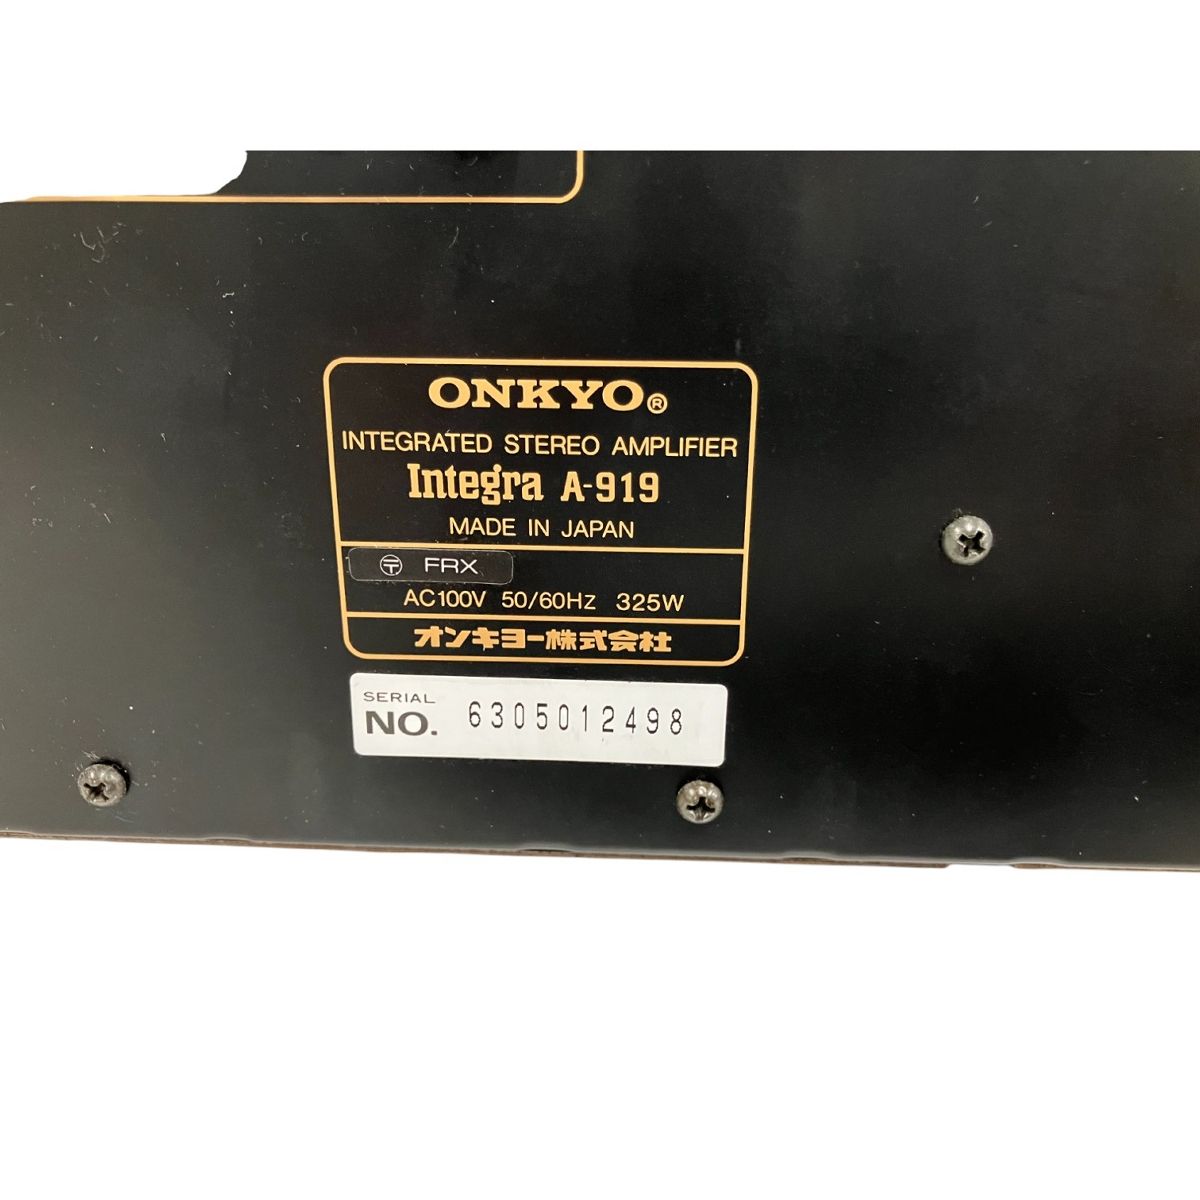 ONKYO®
INTEGRATED STEREO AMPLIFIER
Integra A-919
MADE IN JAPAN
〶 FRX
AC100V 50/60Hz 325W
オンキヨー株式会社
SERIAL
NO. 6305012498